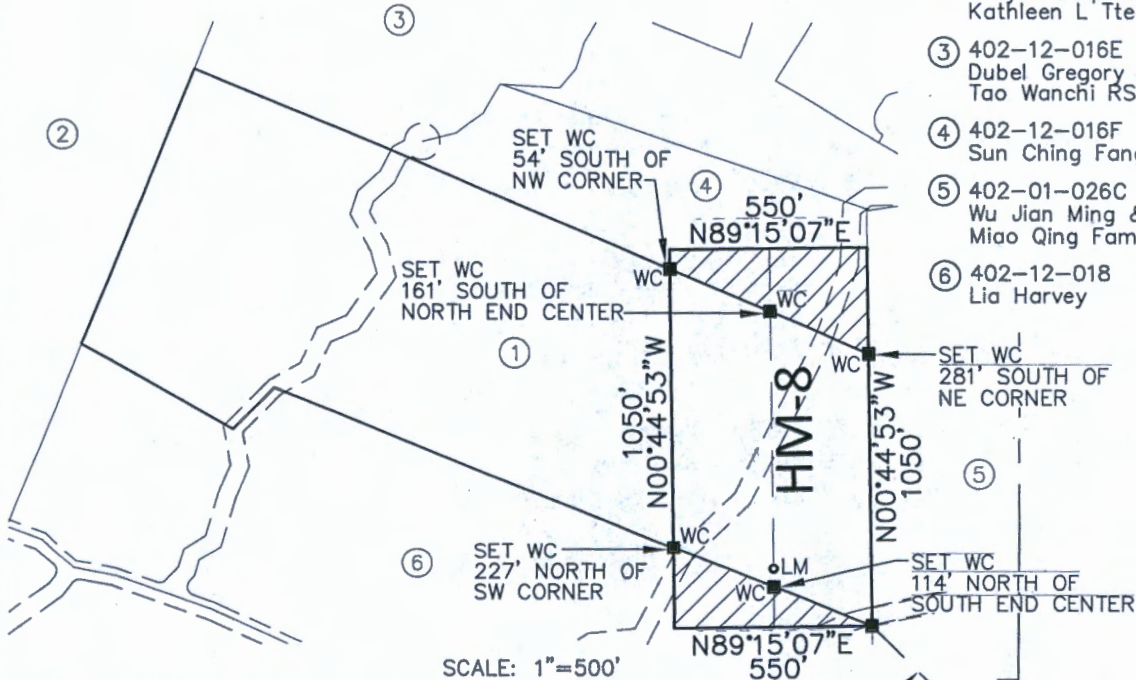 ③
②
①
⑥
④
⑤
SET WC
54' SOUTH OF
NW CORNER
550'
N89°15'07"E
SET WC
161' SOUTH OF
NORTH END CENTER
WC
WC
WC
SET WC
281' SOUTH OF
NE CORNER
1050'
N00°44'53"W
HM-8
N00°44'53"W
1050'
SET WC
227' NORTH OF
SW CORNER
WC
LM
WC
SET WC
114' NORTH OF
SOUTH END CENTER
N89°15'07"E
550'
SCALE: 1"=500'
Kathleen L Tte
③ 402-12-016E
Dubel Gregory
Tao Wanchi RS
④ 402-12-016F
Sun Ching Fan
⑤ 402-01-026C
Wu Jian Ming &
Miao Qing Fam
⑥ 402-12-018
Lia Harvey